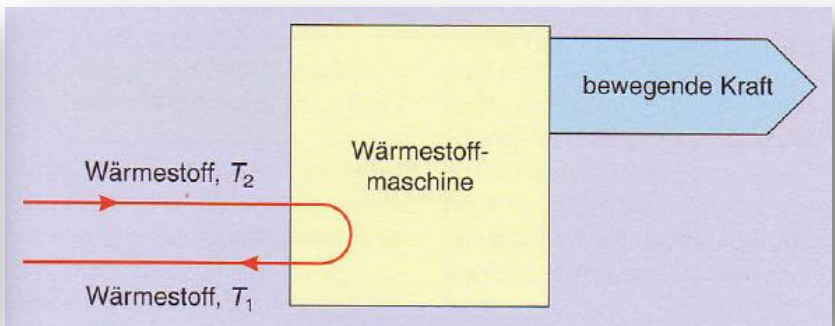 bewegende Kraft
Wärmestoff-
maschine
Wärmestoff, T₂
Wärmestoff, T₁